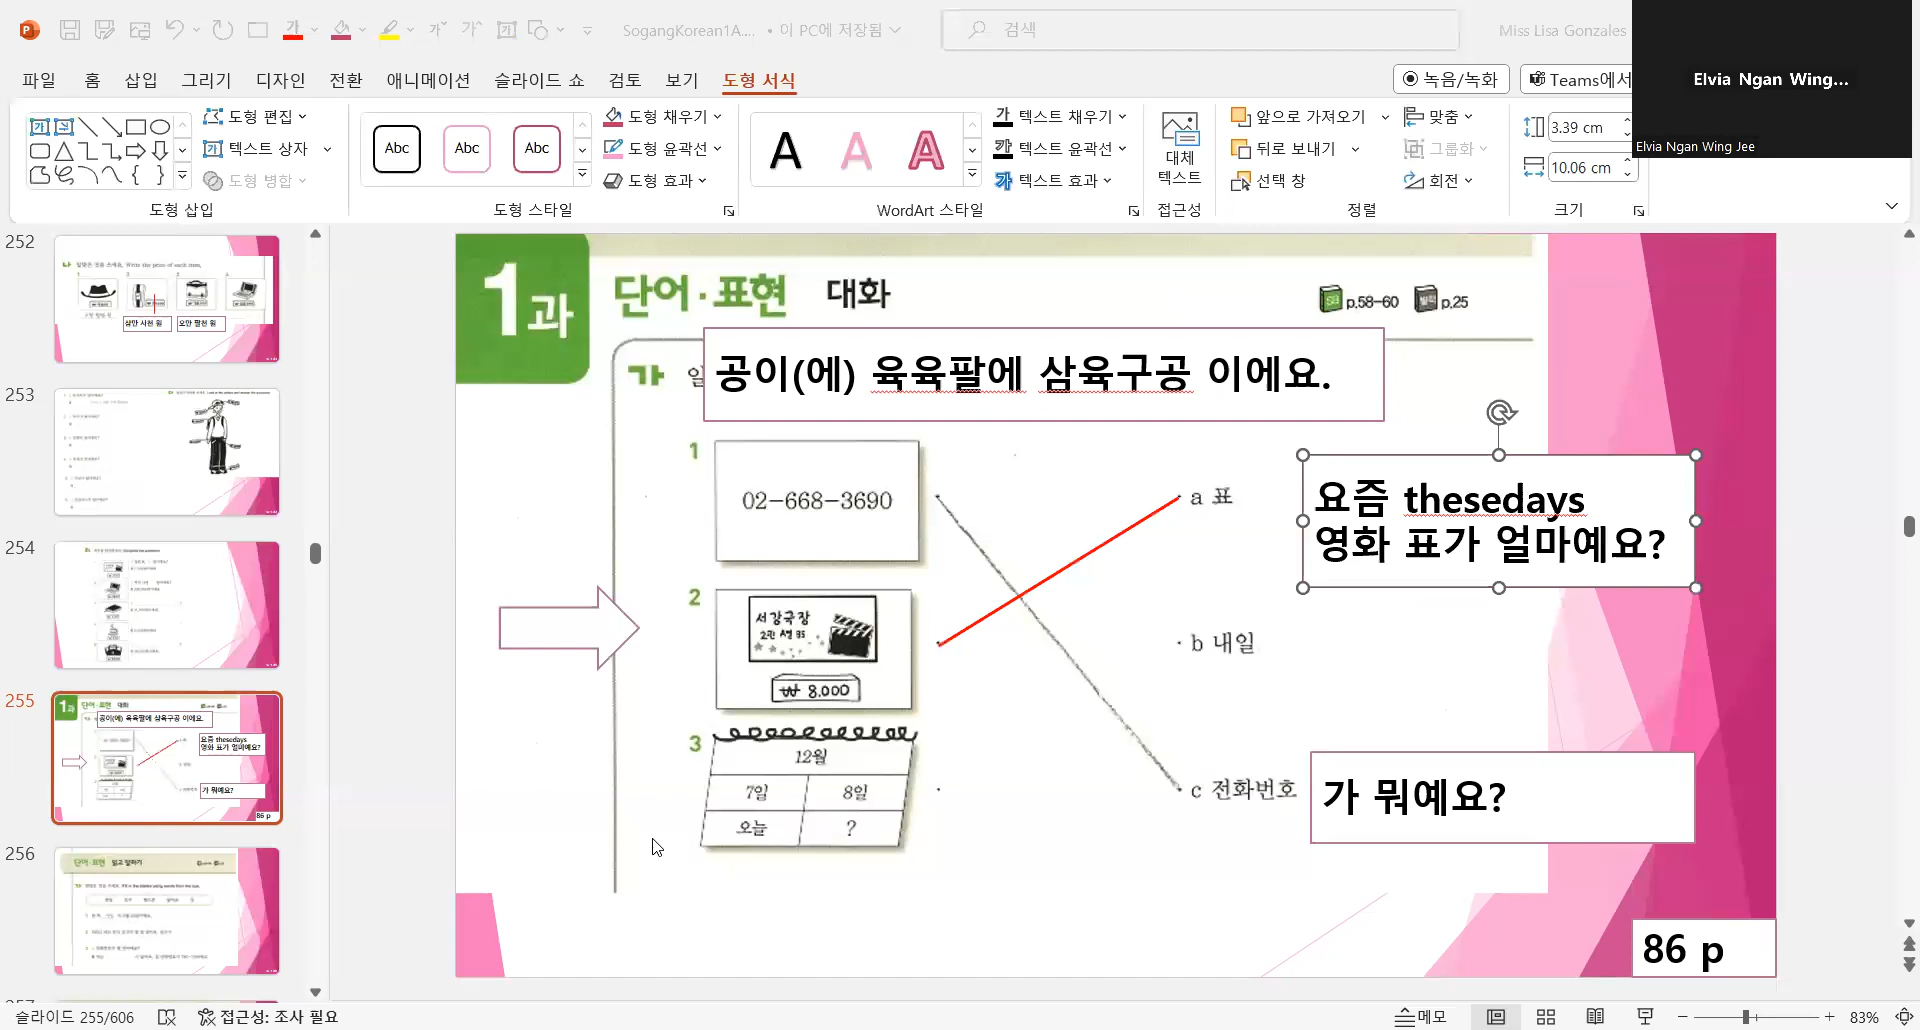 SogangKorean1A.... • 이 PC에 저장됨
검색
Miss Lisa Gonzales
파일 홈 삽입 그리기 디자인 전환 애니메이션 슬라이드 쇼 검토 보기 도형 서식
녹음/녹화
Teams에서
Elvia Ngan Wing...
Elvia Ngan Wing Jee
도형 편집
텍스트 상자
도형 병합
도형 삽입
Abc Abc Abc
도형 채우기
도형 윤곽선
도형 효과
도형 스타일
A A A
텍스트 채우기
텍스트 윤곽선
텍스트 효과
WordArt 스타일
대체
텍스트
접근성
앞으로 가져오기
뒤로 보내기
선택 창
맞춤
그룹화
회전
정렬
3.39 cm
10.06 cm
크기
252
253
254
255
256
1과
단어·표현 대화
p.58-60
p.25
가
공이(에) 육육팔에 삼육구공 이에요.
1
02-668-3690
a 표
요즘 thesedays
영화 표가 얼마예요?
2
서강극장
2관 A열 85
₩ 8.000
b 내일
3
12월
7일 8일
오늘 ?
c 전화번호
가 뭐예요?
86 p
슬라이드 255/606
접근성: 조사 필요
메모
83%